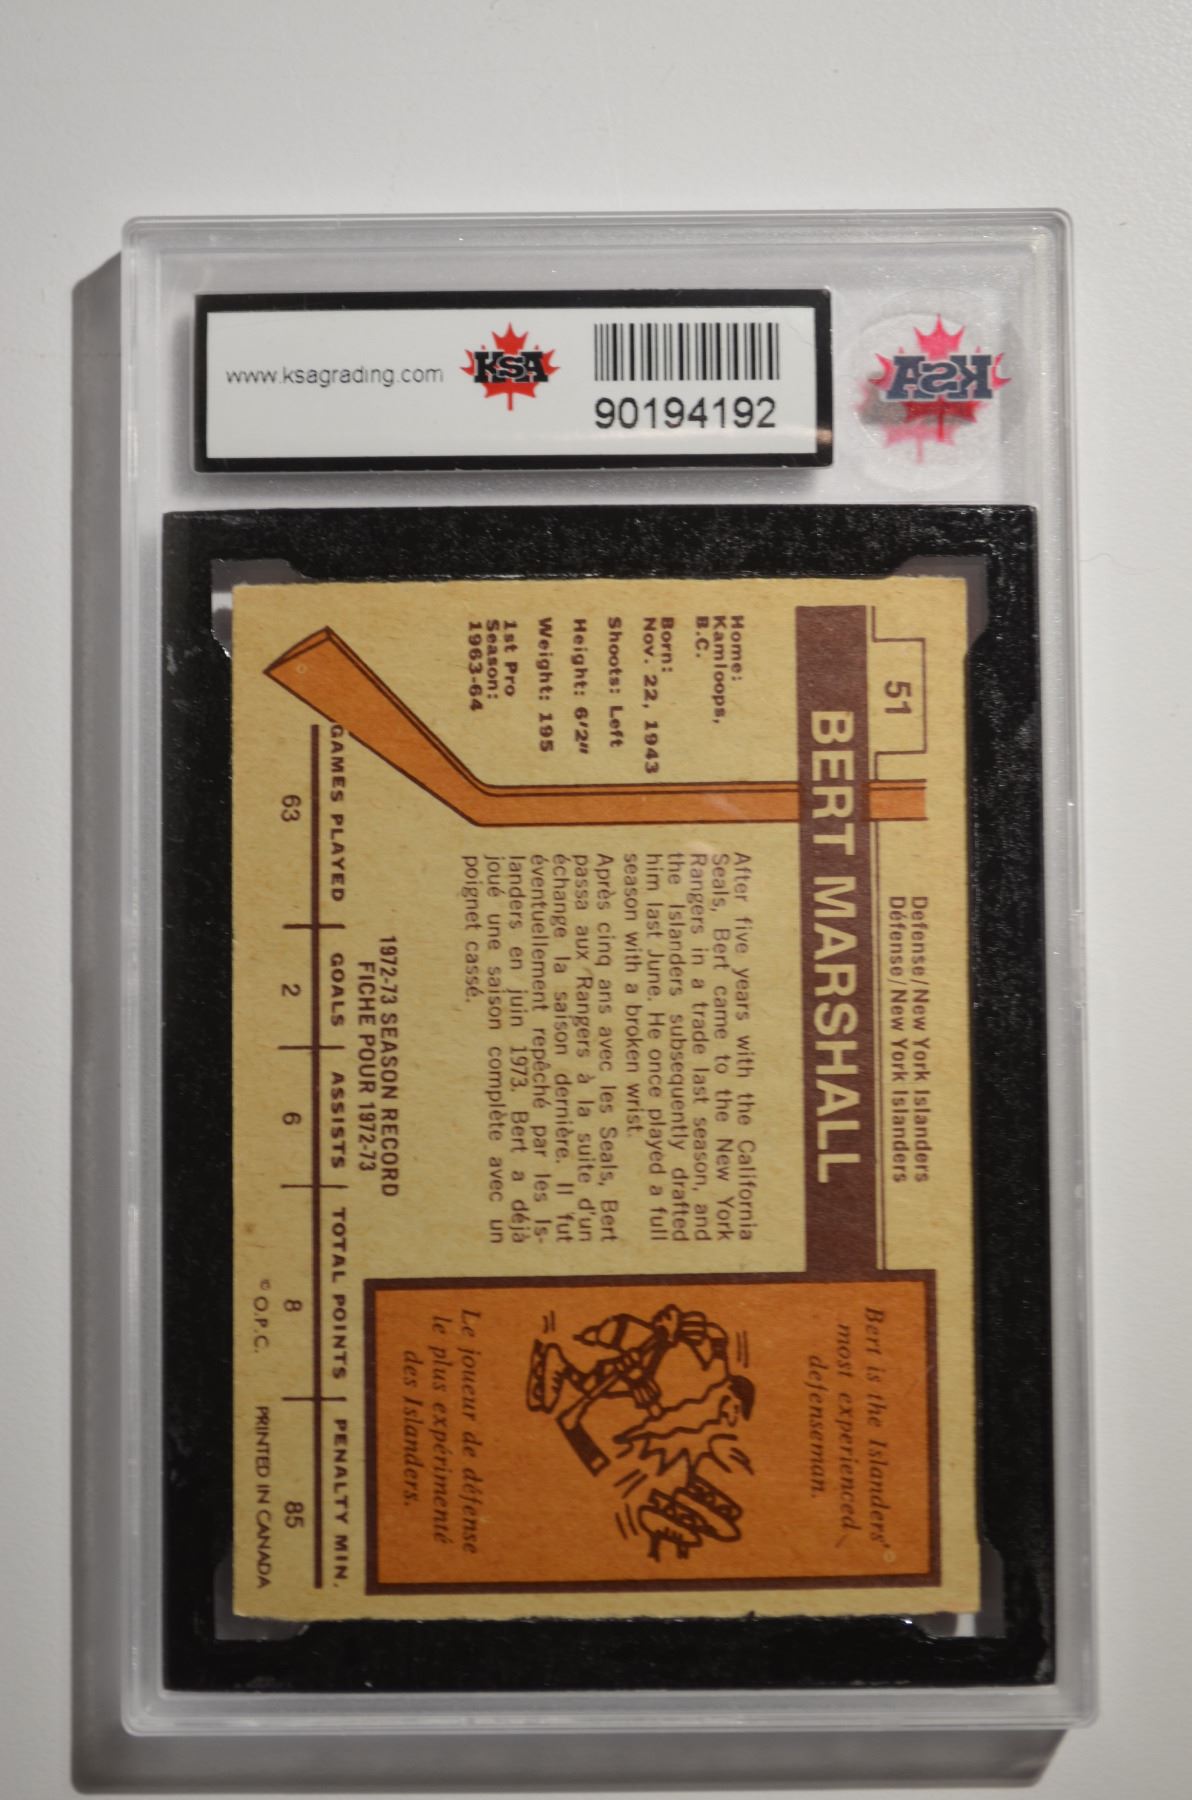 www.ksagrading.com
KSA
90194192
KSA
51
Defense/New York Islanders
Défense/New York Islanders
BERT MARSHALL
Home:
Kamloops,
B.C.
Born:
Nov. 22, 1943
Shoots: Left
Height: 6'2"
Weight: 195
1st Pro
Season:
1963-64
After five years with the California
Seals, Bert came to the New York
Rangers in a trade last season, and
the Islanders subsequently drafted
him last June. He once played a full
season with a broken wrist.
Après cinq ans avec les Seals, Bert
passa aux Rangers à la suite d'un
échange la saison dernière. Il fut
éventuellement repêché par les Is-
landers en juin 1973. Bert a déjà
joué une saison complète avec un
poignet cassé.
Bert is the Islanders'
most experienced
defenseman.
Le joueur de défense
le plus expérimenté
des Islanders.
1972-73 SEASON RECORD
FICHE POUR 1972-73
GAMES PLAYED GOALS ASSISTS TOTAL POINTS PENALTY MIN.
63 2 6 8 85
© O.P.C. PRINTED IN CANADA